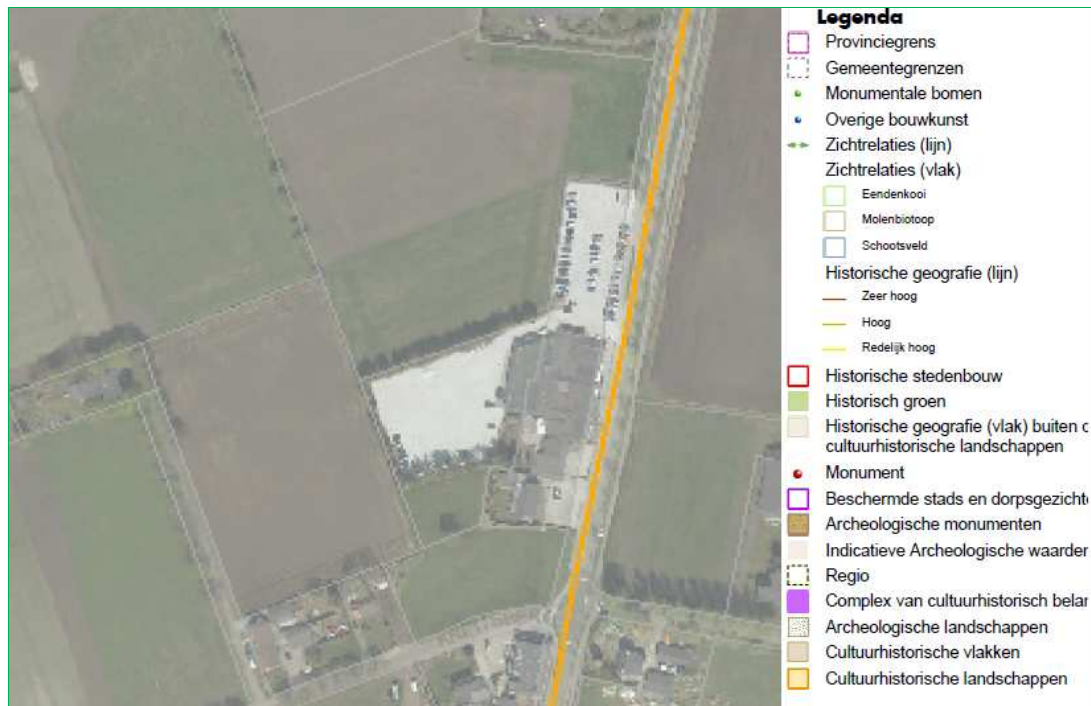 Legenda
Provinciegrens
Gemeentegrenzen
Monumentale bomen
Overige bouwkunst
Zichtrelaties (lijn)
Zichtrelaties (vlak)
Eendenkooi
Molenbiotoop
Schootsveld
Historische geografie (lijn)
Zeer hoog
Hoog
Redelijk hoog
Historische stedenbouw
Historisch groen
Historische geografie (vlak) buiten c
cultuurhistorische landschappen
Monument
Beschermde stads en dorpsgezichte
Archeologische monumenten
Indicatieve Archeologische waarder
Regio
Complex van cultuurhistorisch belar
Archeologische landschappen
Cultuurhistorische vlakken
Cultuurhistorische landschappen